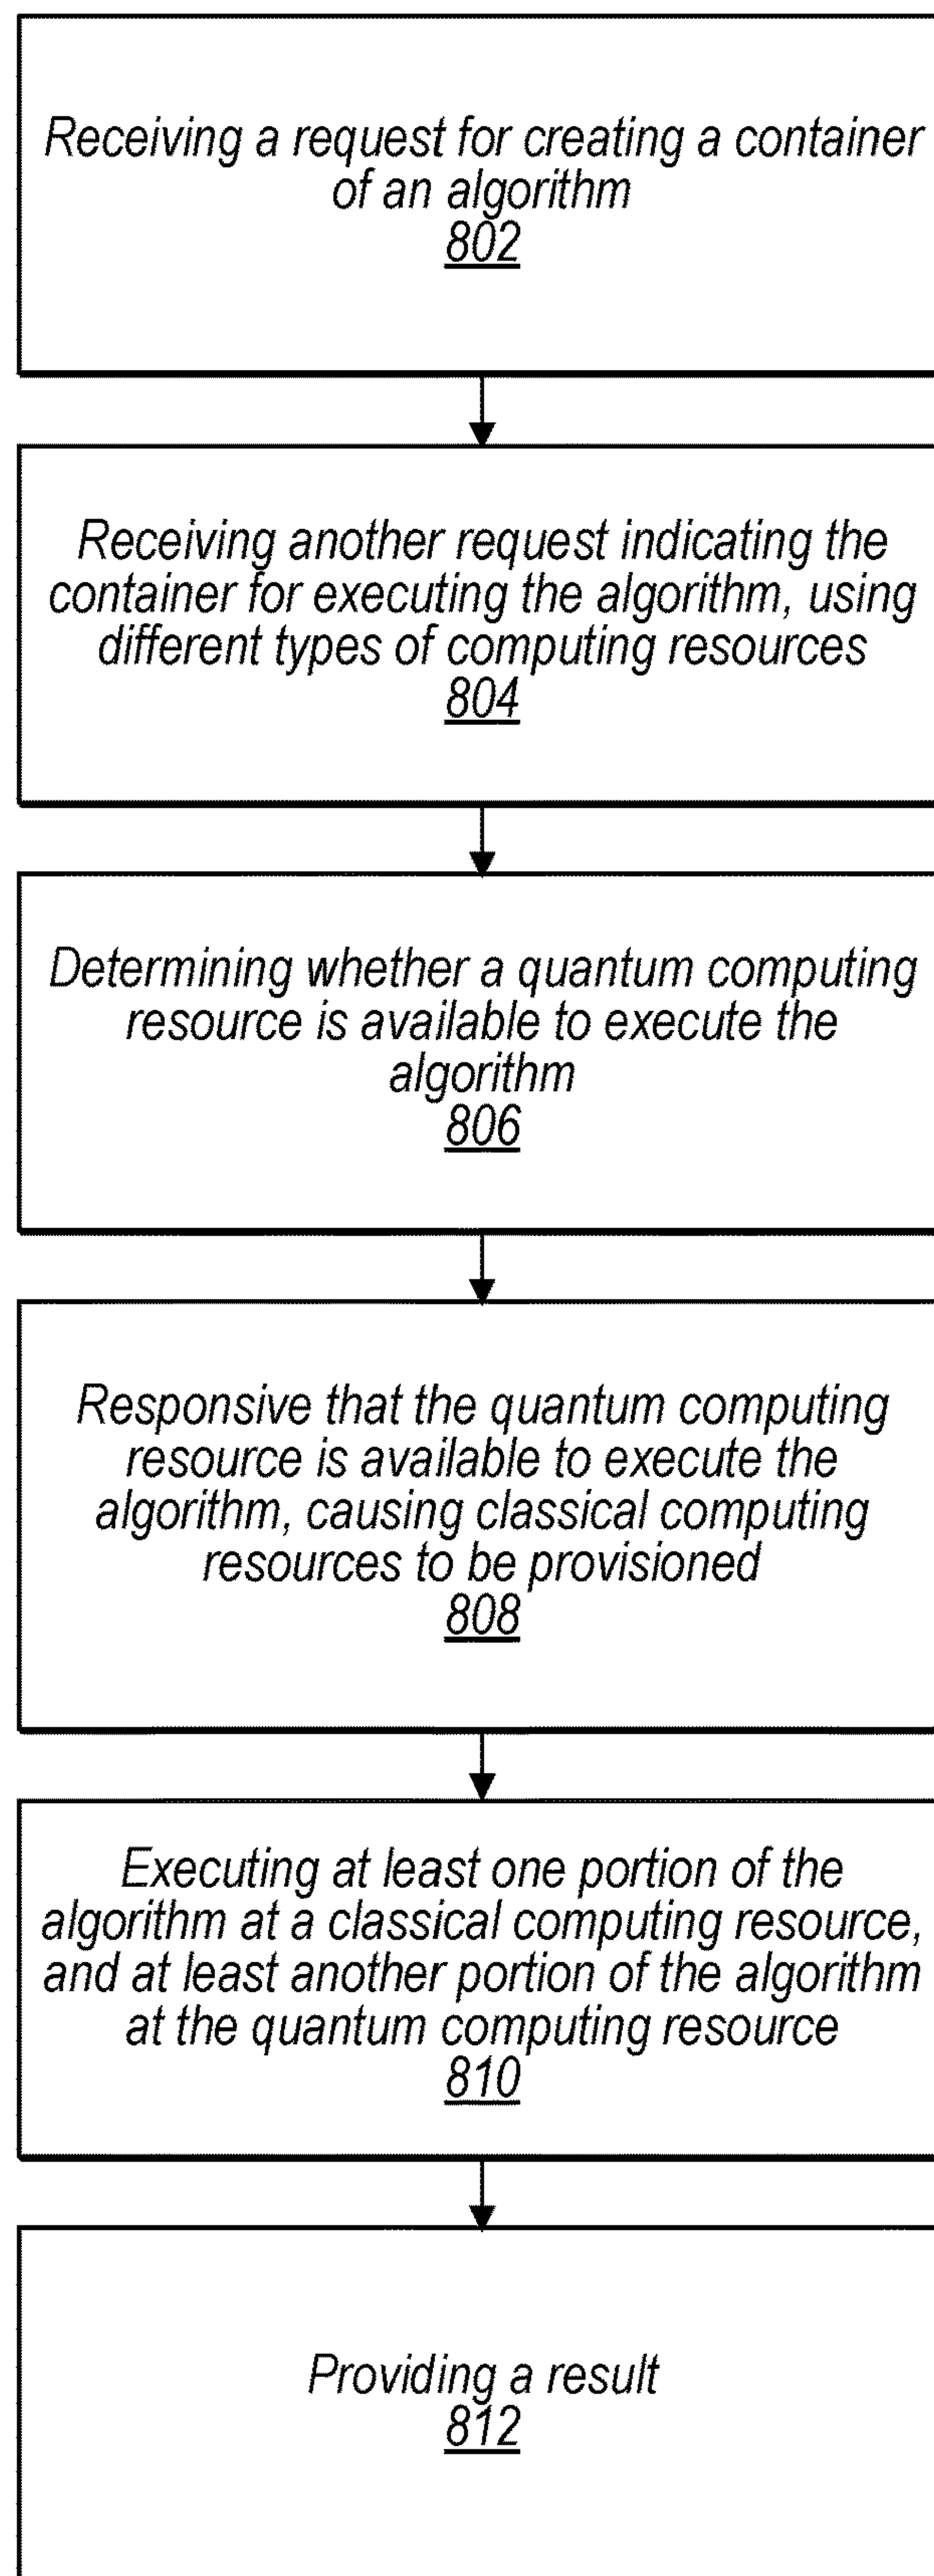 Receiving a request for creating a container
of an algorithm
802
Receiving another request indicating the
container for executing the algorithm, using
different types of computing resources
804
Determining whether a quantum computing
resource is available to execute the
algorithm
806
Responsive that the quantum computing
resource is available to execute the
algorithm, causing classical computing
resources to be provisioned
808
Executing at least one portion of the
algorithm at a classical computing resource,
and at least another portion of the algorithm
at the quantum computing resource
810
Providing a result
812